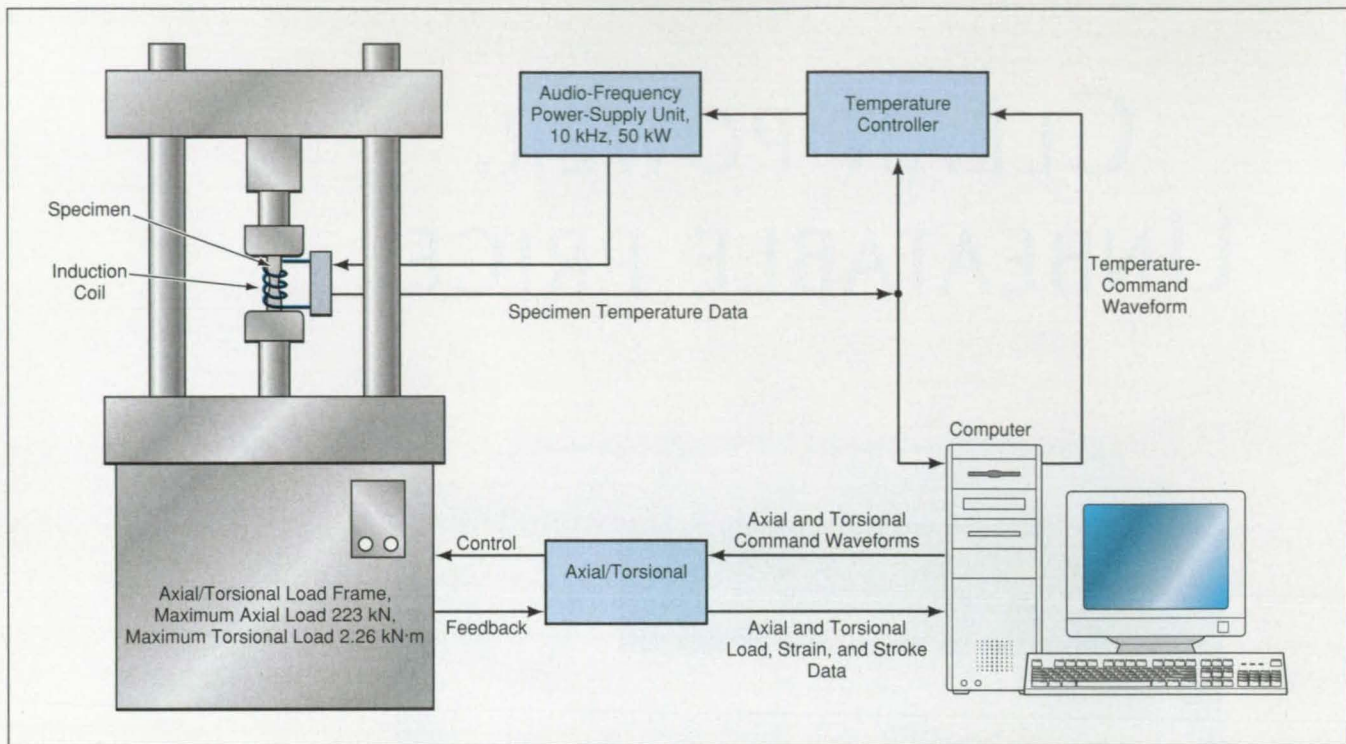 Audio-Frequency
Power-Supply Unit,
10 kHz, 50 kW
Temperature
Controller
Specimen
Induction
Coil
Specimen Temperature Data
Temperature-
Command
Waveform
Computer
Axial and Torsional
Command Waveforms
Control
Axial/Torsional
Feedback
Axial and Torsional
Load, Strain, and Stroke
Data
Axial/Torsional Load Frame,
Maximum Axial Load 223 kN,
Maximum Torsional Load 2.26 kN·m